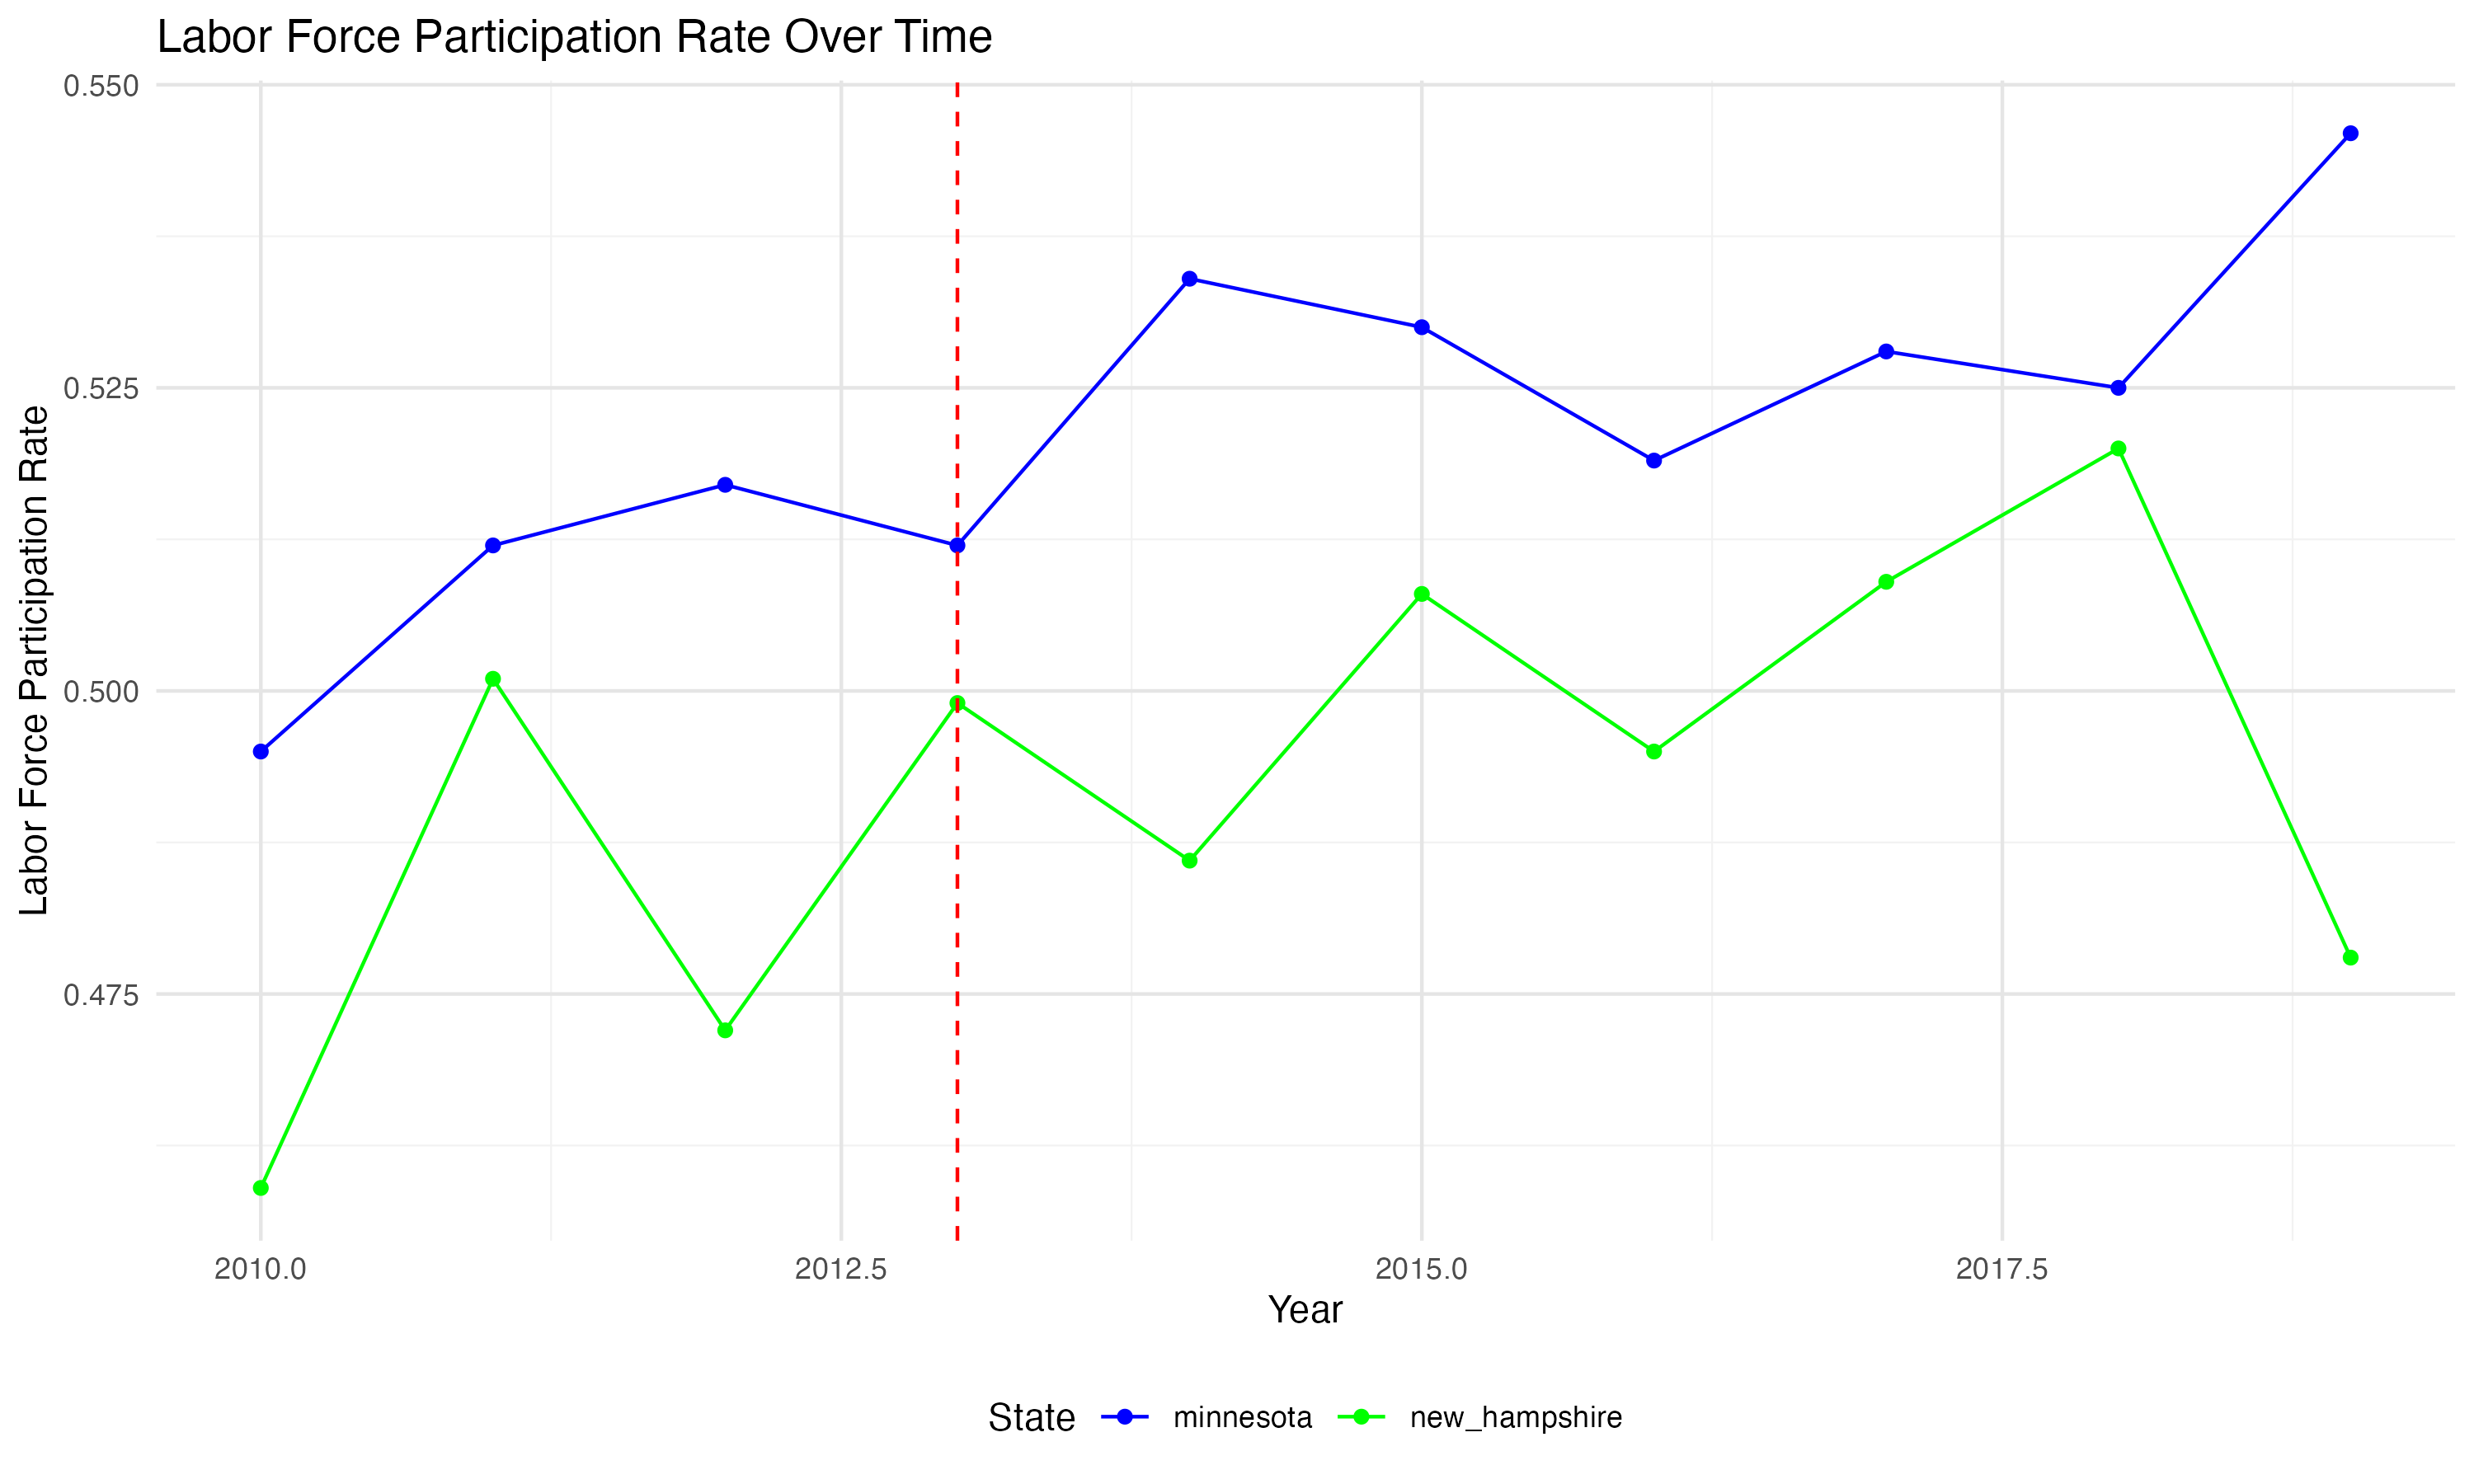 Labor Force Participation Rate Over Time
0.550
0.525
0.500
0.475
Labor Force Participation Rate
2010.0 2012.5 2015.0 2017.5
Year
State minnesota new_hampshire